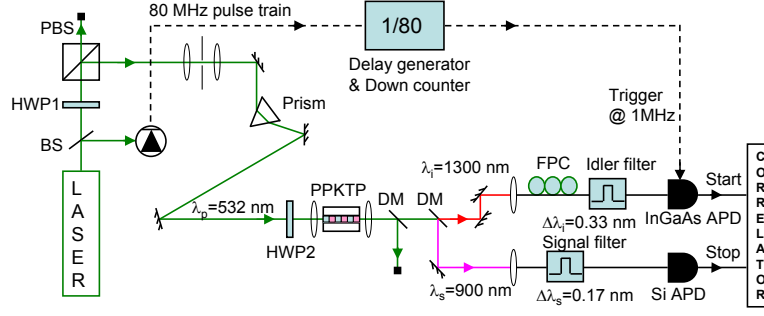 PBS
80 MHz pulse train
1/80
Delay generator
& Down counter
HWP1
Prism
BS
Trigger
@ 1MHz
LASER
λp=532 nm
HWP2
PPKTP
DM
DM
λi=1300 nm
FPC
Idler filter
Δλi=0.33 nm
InGaAs APD
Start
λs=900 nm
Signal filter
Δλs=0.17 nm
Si APD
Stop
CORRELATOR